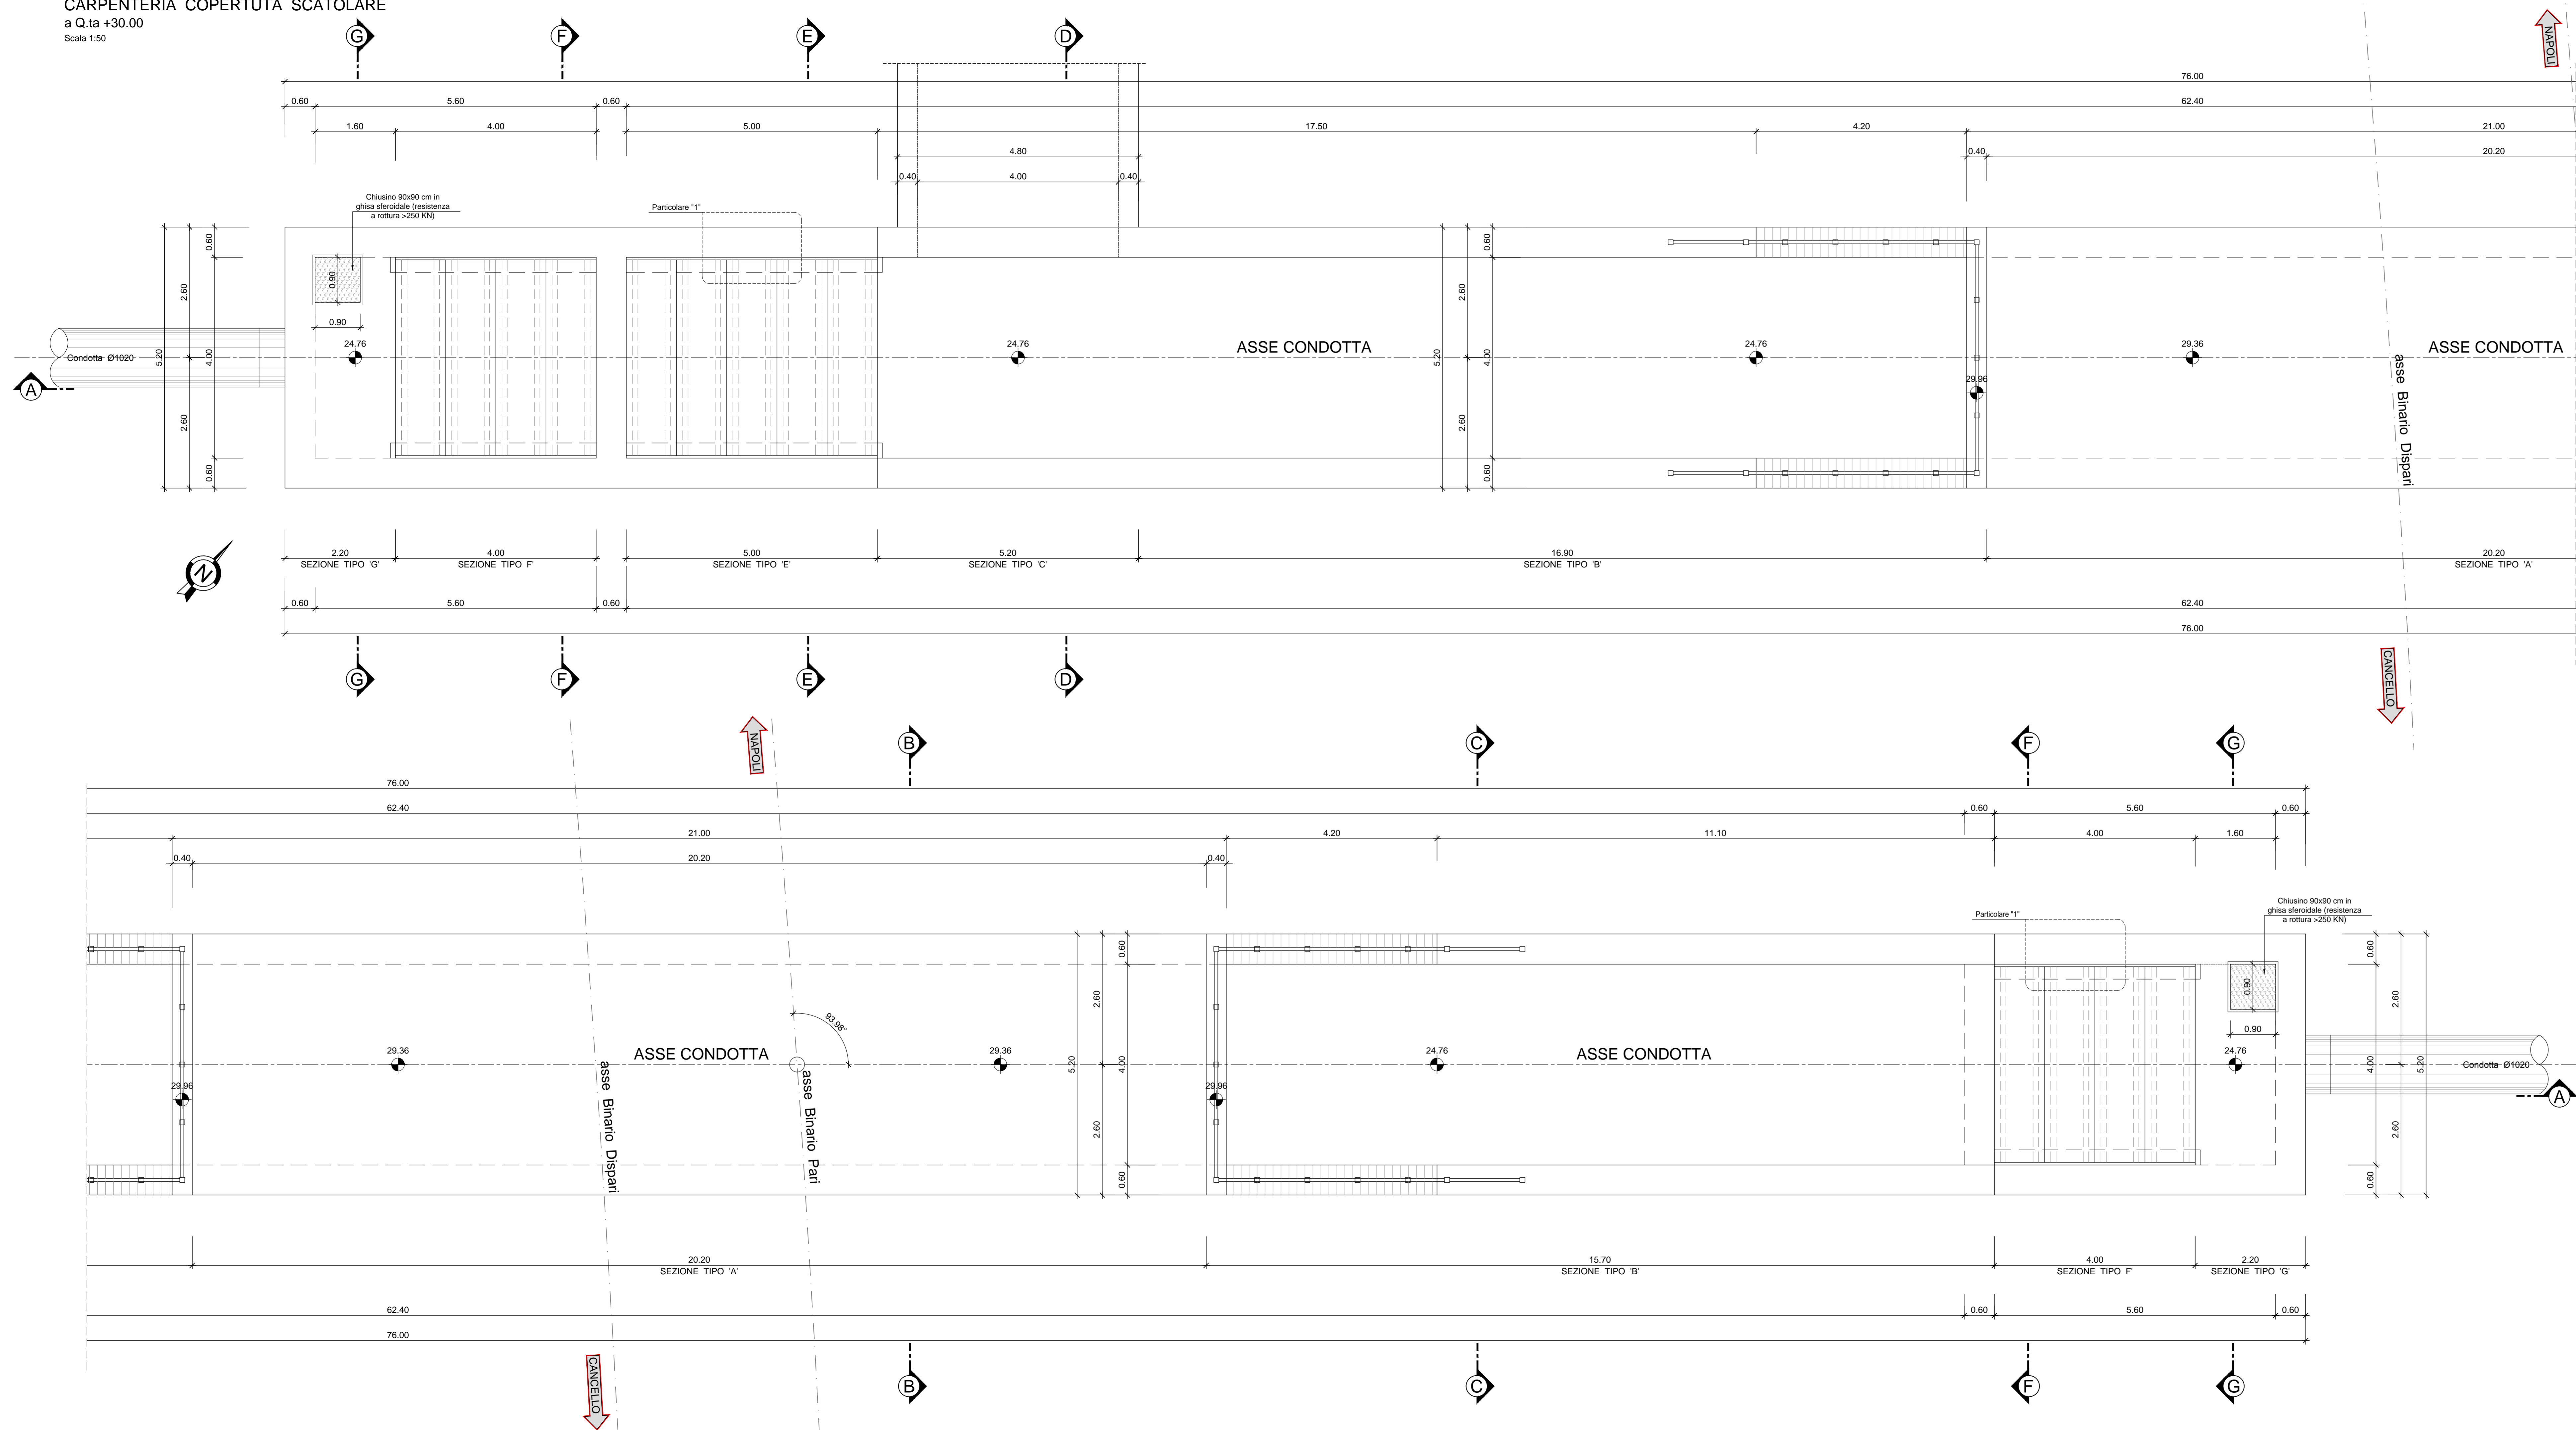 CARPENTERIA COPERTUTA SCATOLARE
a Q.ta +30.00
Scala 1:50
G
F
E
D
NAPOLI
76.00
0.60
5.60
0.60
62.40
1.60
4.00
5.00
17.50
4.20
21.00
4.80
0.40
20.20
0.40
4.00
0.40
Chiusino 90x90 cm in
ghisa sferoidale (resistenza
a rottura >250 KN)
Particolare "1"
0.60
2.60
5.20
4.00
2.60
0.60
0.90
0.90
Condotta Ø1020
A
24.76
24.76
ASSE CONDOTTA
0.60
2.60
5.20
4.00
2.60
0.60
24.76
29.96
29.36
asse Binario Dispari
ASSE CONDOTTA
N
2.20
4.00
5.00
5.20
16.90
20.20
SEZIONE TIPO 'G'
SEZIONE TIPO F'
SEZIONE TIPO 'E'
SEZIONE TIPO 'C'
SEZIONE TIPO 'B'
SEZIONE TIPO 'A'
0.60
5.60
0.60
62.40
76.00
G
F
E
D
CANCELLO
NAPOLI
B
C
F
G
76.00
62.40
0.60
5.60
0.60
21.00
4.20
11.10
4.00
1.60
0.40
20.20
0.40
Chiusino 90x90 cm in
ghisa sferoidale (resistenza
a rottura >250 KN)
Particolare "1"
29.96
29.36
ASSE CONDOTTA
asse Binario Dispari
93.98°
asse Binario Pari
29.36
0.60
2.60
5.20
4.00
2.60
0.60
29.96
24.76
ASSE CONDOTTA
0.90
0.90
24.76
0.60
2.60
4.00
5.20
2.60
0.60
Condotta Ø1020
A
20.20
15.70
4.00
2.20
SEZIONE TIPO 'A'
SEZIONE TIPO 'B'
SEZIONE TIPO F'
SEZIONE TIPO 'G'
62.40
0.60
5.60
0.60
76.00
CANCELLO
B
C
F
G